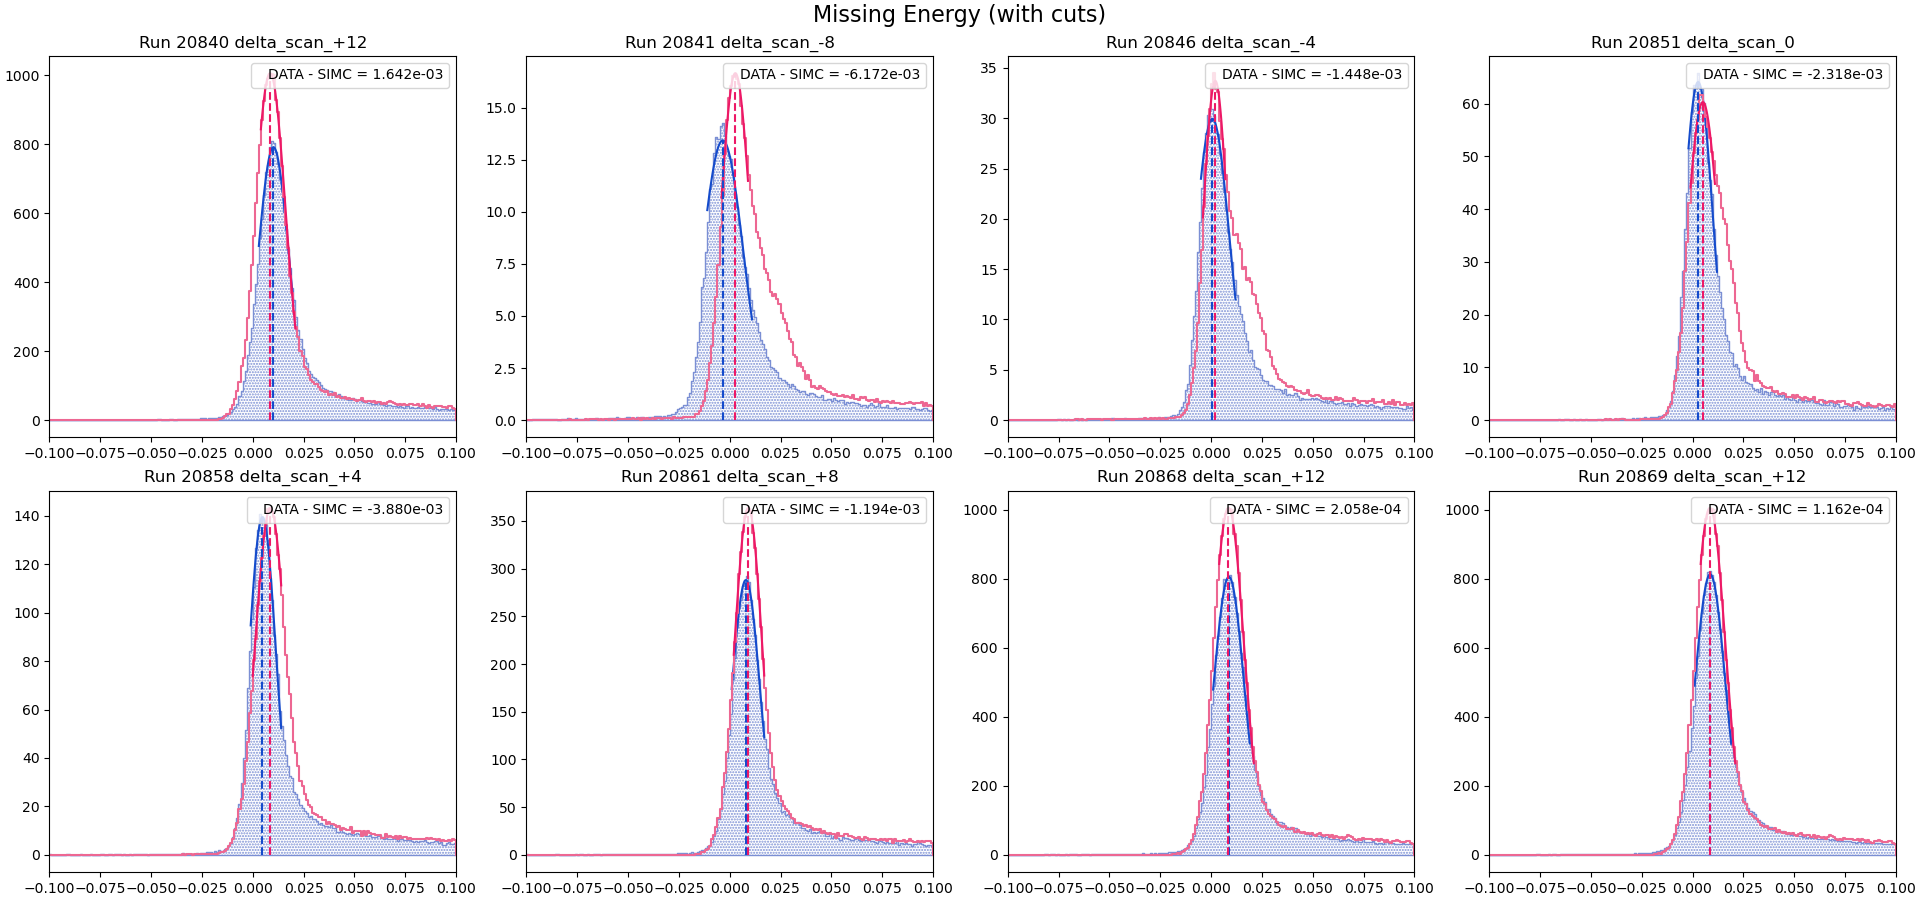 Missing Energy (with cuts)
Run 20840 delta_scan_+12
Run 20841 delta_scan_-8
Run 20846 delta_scan_-4
Run 20851 delta_scan_0
DATA - SIMC = 1.642e-03
DATA - SIMC = -6.172e-03
DATA - SIMC = -1.448e-03
DATA - SIMC = -2.318e-03
1000
800
600
400
200
0
15.0
12.5
10.0
7.5
5.0
2.5
0.0
35
30
25
20
15
10
5
0
60
50
40
30
20
10
0
−0.100 −0.075 −0.050 −0.025 0.000 0.025 0.050 0.075 0.100
−0.100 −0.075 −0.050 −0.025 0.000 0.025 0.050 0.075 0.100
−0.100 −0.075 −0.050 −0.025 0.000 0.025 0.050 0.075 0.100
−0.100 −0.075 −0.050 −0.025 0.000 0.025 0.050 0.075 0.100
Run 20858 delta_scan_+4
Run 20861 delta_scan_+8
Run 20868 delta_scan_+12
Run 20869 delta_scan_+12
DATA - SIMC = -3.880e-03
DATA - SIMC = -1.194e-03
DATA - SIMC = 2.058e-04
DATA - SIMC = 1.162e-04
140
120
100
80
60
40
20
0
350
300
250
200
150
100
50
0
1000
800
600
400
200
0
1000
800
600
400
200
0
−0.100 −0.075 −0.050 −0.025 0.000 0.025 0.050 0.075 0.100
−0.100 −0.075 −0.050 −0.025 0.000 0.025 0.050 0.075 0.100
−0.100 −0.075 −0.050 −0.025 0.000 0.025 0.050 0.075 0.100
−0.100 −0.075 −0.050 −0.025 0.000 0.025 0.050 0.075 0.100